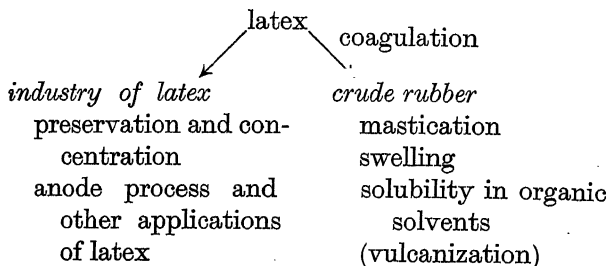 latex
coagulation
industry of latex
preservation and con-
centration
anode process and
other applications
of latex
crude rubber
mastication
swelling
solubility in organic
solvents
(vulcanization)